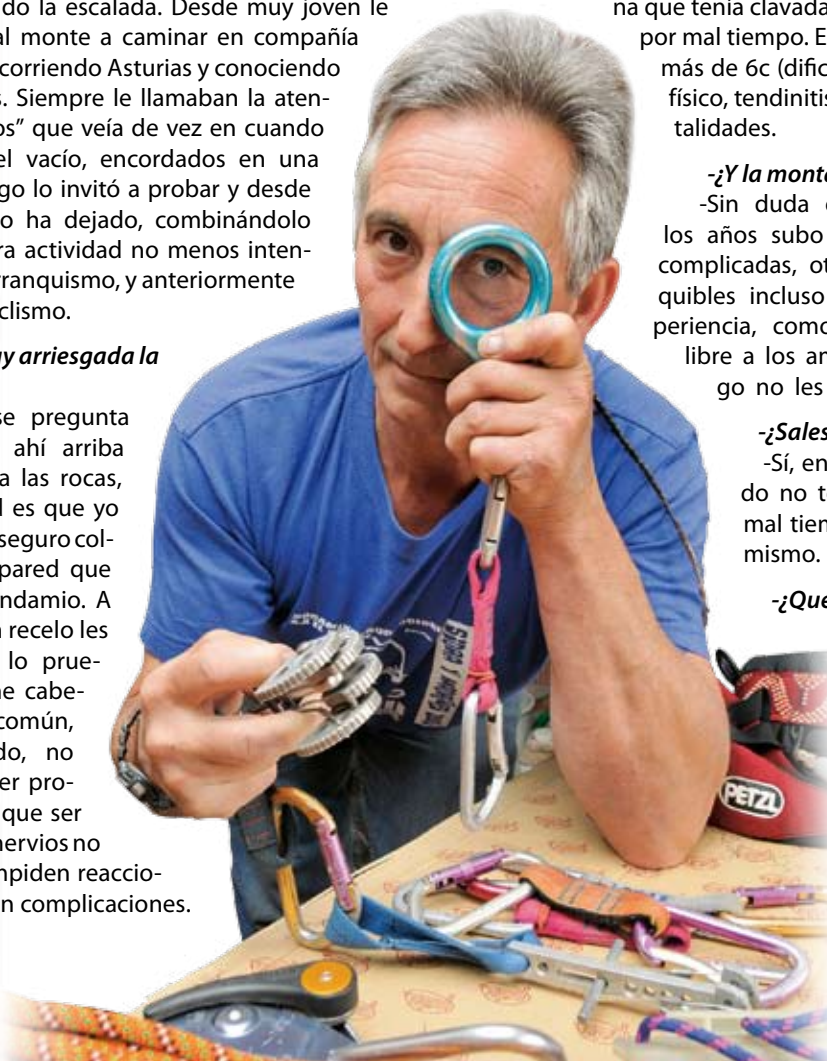 do la escalada. Desde muy joven le
al monte a caminar en compañía
corriendo Asturias y conociendo
s. Siempre le llamaban la aten-
os” que veía de vez en cuando
el vacío, encordados en una
go lo invitó a probar y desde
o ha dejado, combinándolo
ra actividad no menos inten-
rranquismo, y anteriormente
clismo.
y arriesgada la
se pregunta
ahí arriba
a las rocas,
d es que yo
seguro col-
pared que
ndamio. A
recelo les
lo prue-
ne cabe-
común,
do, no
er pro-
que ser
nervios no
mpiden reaccio-
n complicaciones.
na que tenía clavada
por mal tiempo. E
más de 6c (dific
físico, tendinitis
talidades.
-¿Y la monta
-Sin duda
los años subo
complicadas, ot
quibles incluso
periencia, como
libre a los an
go no les
-¿Sales
-Sí, en
do no t
mal tien
mismo.
-¿Que
PETZL